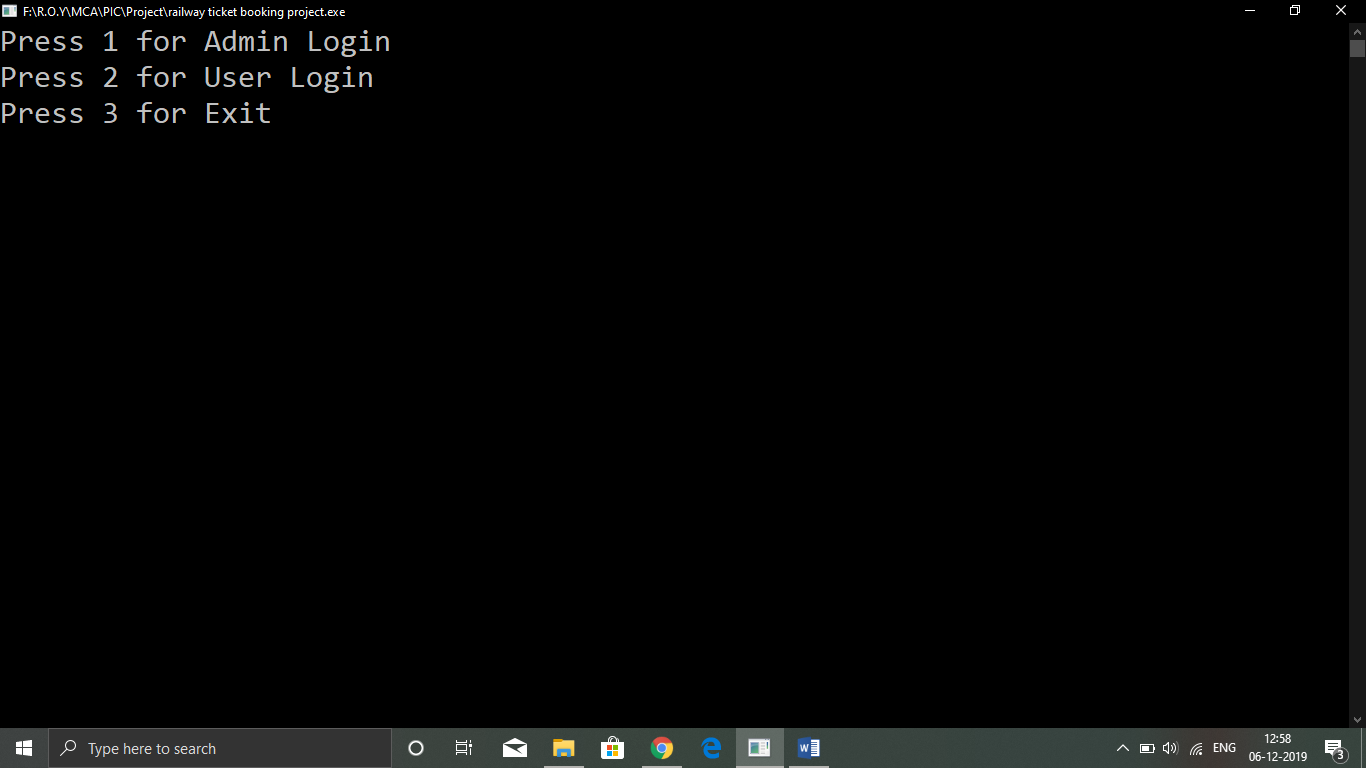 F:\R.O.Y\MCA\PIC\Project\railway ticket booking project.exe
Press 1 for Admin Login
Press 2 for User Login
Press 3 for Exit
Type here to search
ENG
12:58
06-12-2019
3